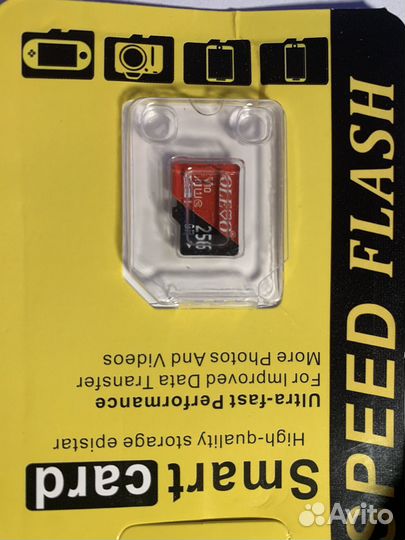 Smart card
High-quality storage epistar
Ultra-fast Performance
For Improved Data Transfer
More Photos And Videos
SPEED FLASH
256
V10
Avito